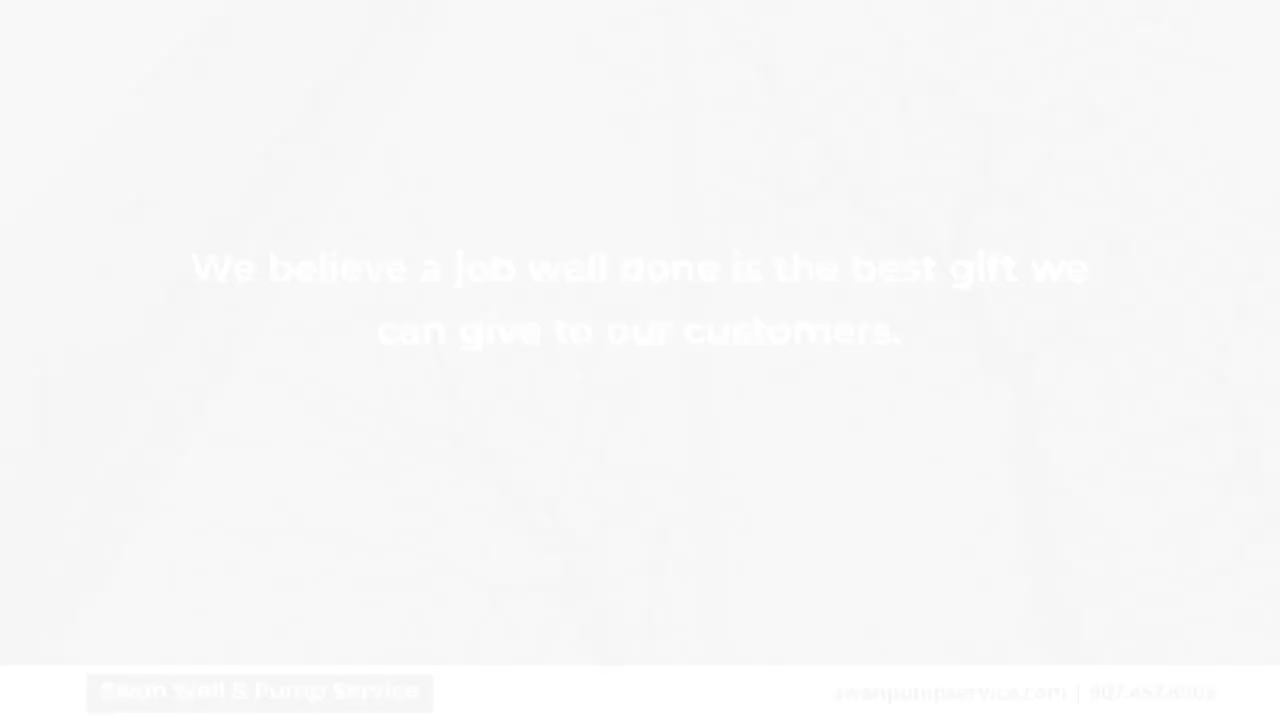 We believe a job well done is the best gift we
can give to our customers.
Swan Well & Pump Service
swanpumpservice.com |